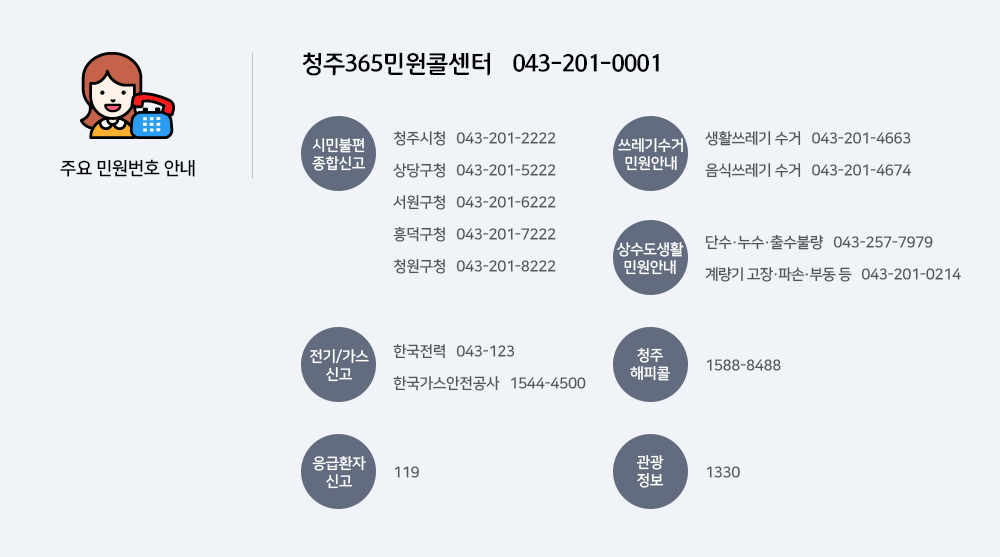 주요 민원번호 안내
청주365민원콜센터 043-201-0001
시민불편
종합신고
청주시청 043-201-2222
상당구청 043-201-5222
서원구청 043-201-6222
흥덕구청 043-201-7222
청원구청 043-201-8222
쓰레기수거
민원안내
생활쓰레기 수거 043-201-4663
음식쓰레기 수거 043-201-4674
상수도생활
민원안내
단수·누수·출수불량 043-257-7979
계량기 고장·파손·부동 등 043-201-0214
전기/가스
신고
한국전력 043-123
한국가스안전공사 1544-4500
청주
해피콜
1588-8488
응급환자
신고
119
관광
정보
1330